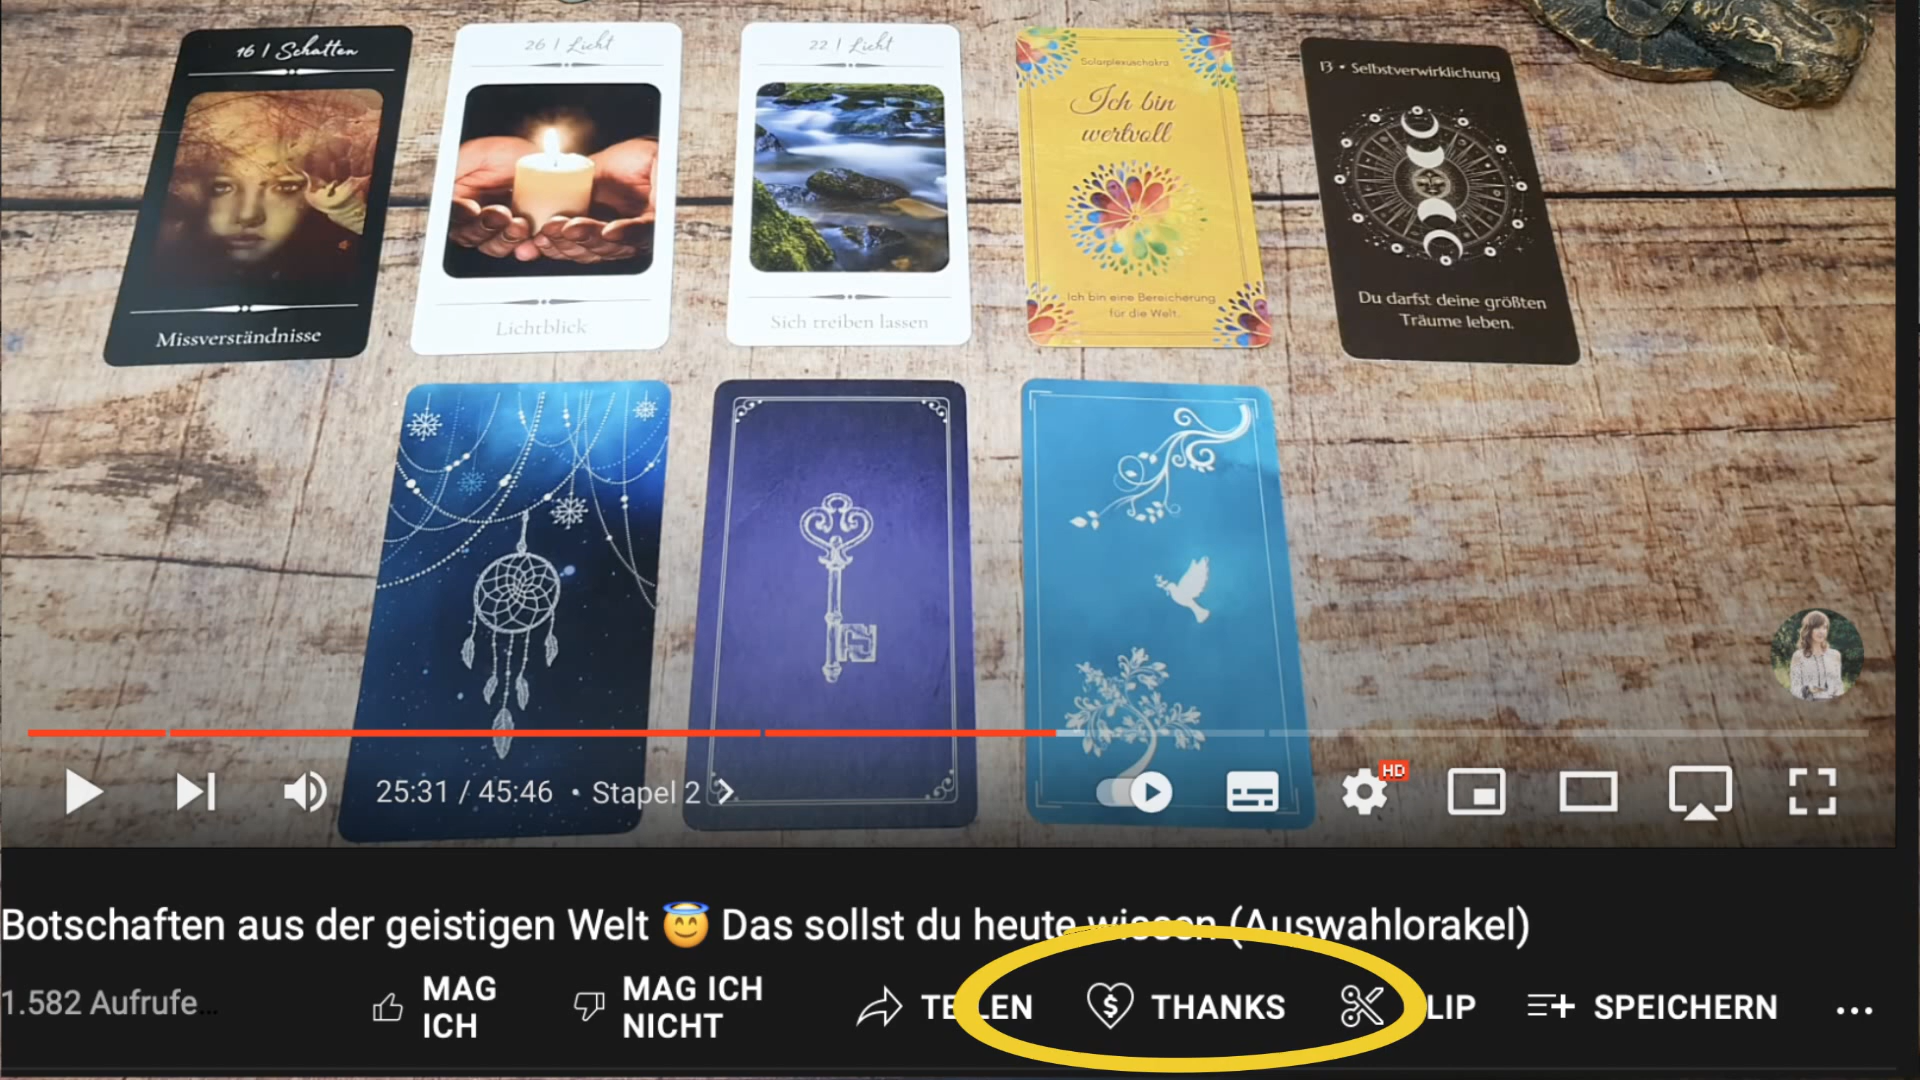 16 | Schatten
Missverständnisse
26 | Licht
Lichtblick
22 | Licht
Sich treiben lassen
Solarplexuschakra
Ich bin
wertvoll
Ich bin eine Bereicherung
für die Welt.
13 • Selbstverwirklichung
Du darfst deine größten
Träume leben.
25:31 / 45:46 • Stapel 2
HD
Botschaften aus der geistigen Welt 😇 Das sollst du heute wissen (Auswahlorakel)
1.582 Aufrufe...
MAG
ICH
MAG ICH
NICHT
TEILEN
$ THANKS
LIP
SPEICHERN
...